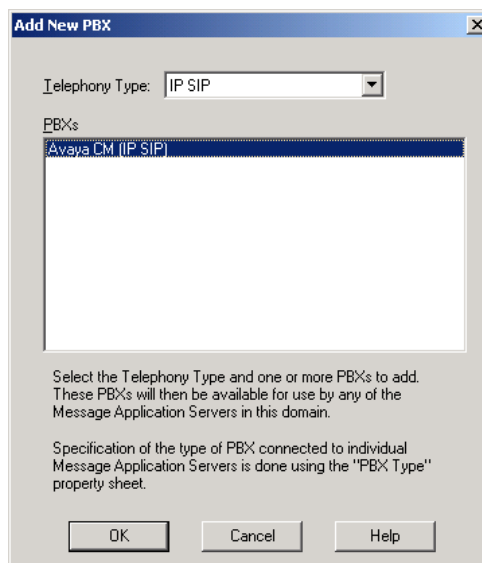 Add New PBX
Telephony Type: IP SIP
PBXs
Avaya CM (IP SIP)
Select the Telephony Type and one or more PBXs to add.
These PBXs will then be available for use by any of the
Message Application Servers in this domain.
Specification of the type of PBX connected to individual
Message Application Servers is done using the "PBX Type"
property sheet.
OK Cancel Help